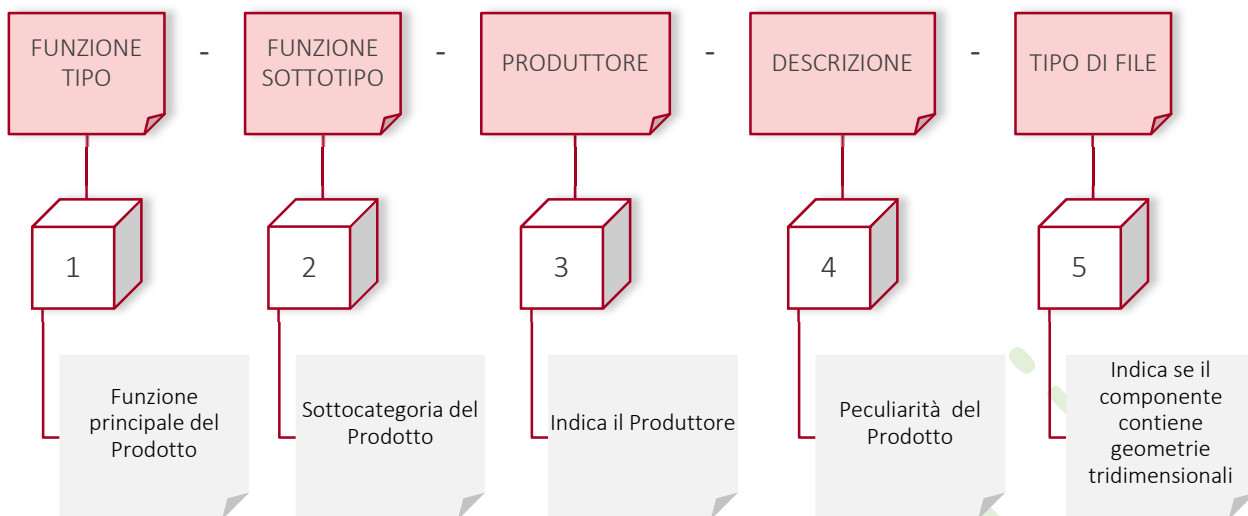 FUNZIONE
TIPO
-
FUNZIONE
SOTTOTIPO
-
PRODUTTORE
-
DESCRIZIONE
-
TIPO DI FILE
1
2
3
4
5
Funzione
principale del
Prodotto
Sottocategoria del
Prodotto
Indica il Produttore
Peculiarità del
Prodotto
Indica se il
componente
contiene
geometrie
tridimensionali